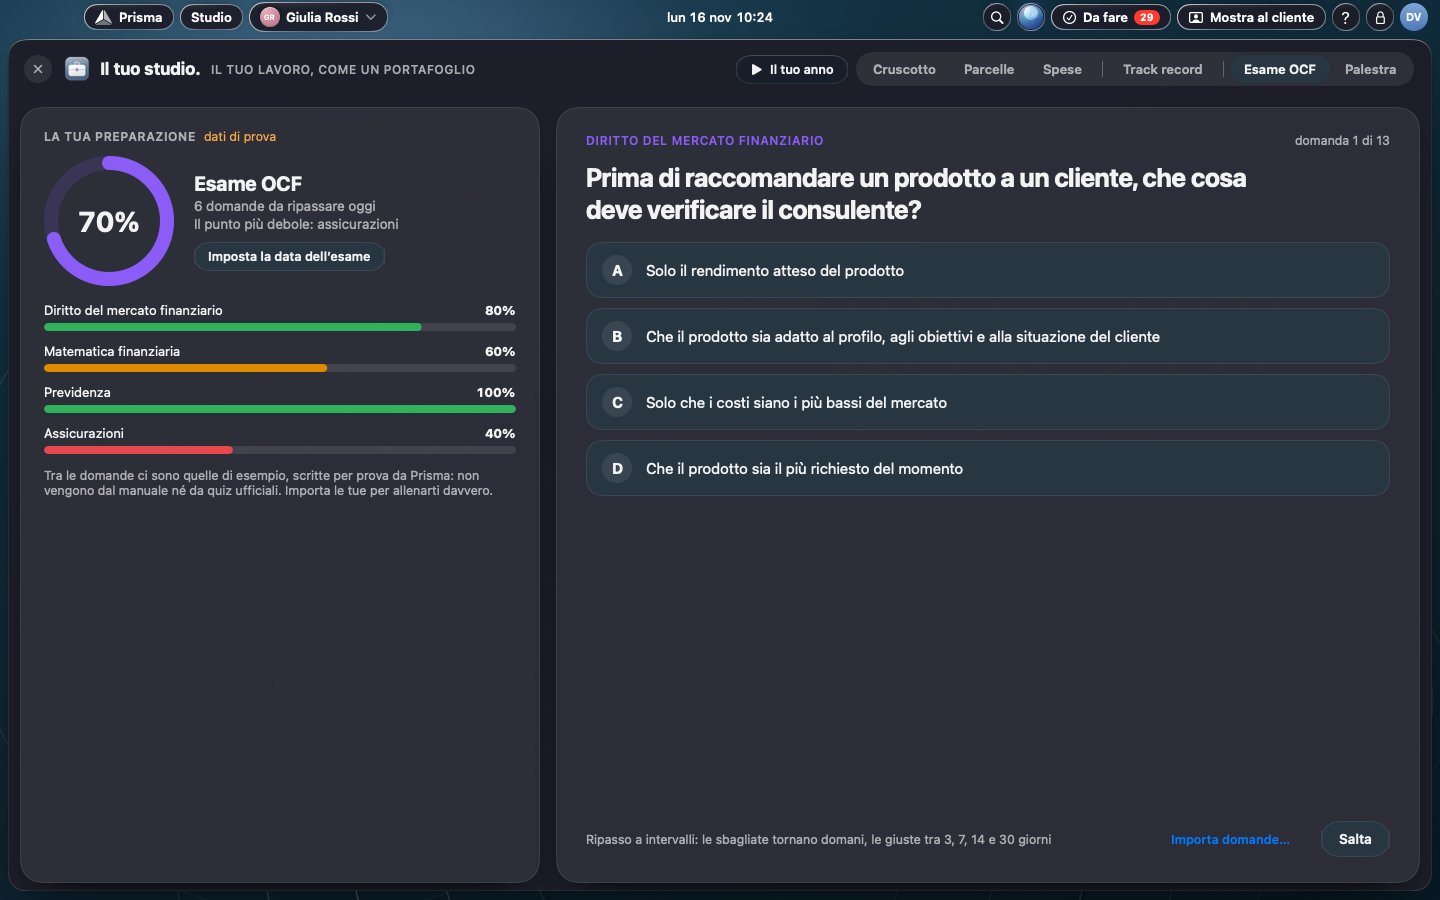 Prisma
Studio
GR
Giulia Rossi
lun 16 nov 10:24
Da fare 29
Mostra al cliente
?
DV
Il tuo studio. IL TUO LAVORO, COME UN PORTAFOGLIO
Il tuo anno
Cruscotto
Parcelle
Spese
Track record
Esame OCF
Palestra
LA TUA PREPARAZIONE dati di prova
70%
Esame OCF
6 domande da ripassare oggi
Il punto più debole: assicurazioni
Imposta la data dell’esame
Diritto del mercato finanziario 80%
Matematica finanziaria 60%
Previdenza 100%
Assicurazioni 40%
Tra le domande ci sono quelle di esempio, scritte per prova da Prisma: non
vengono dal manuale né da quiz ufficiali. Importa le tue per allenarti davvero.
DIRITTO DEL MERCATO FINANZIARIO
domanda 1 di 13
Prima di raccomandare un prodotto a un cliente, che cosa
deve verificare il consulente?
A Solo il rendimento atteso del prodotto
B Che il prodotto sia adatto al profilo, agli obiettivi e alla situazione del cliente
C Solo che i costi siano i più bassi del mercato
D Che il prodotto sia il più richiesto del momento
Ripasso a intervalli: le sbagliate tornano domani, le giuste tra 3, 7, 14 e 30 giorni
Importa domande...
Salta